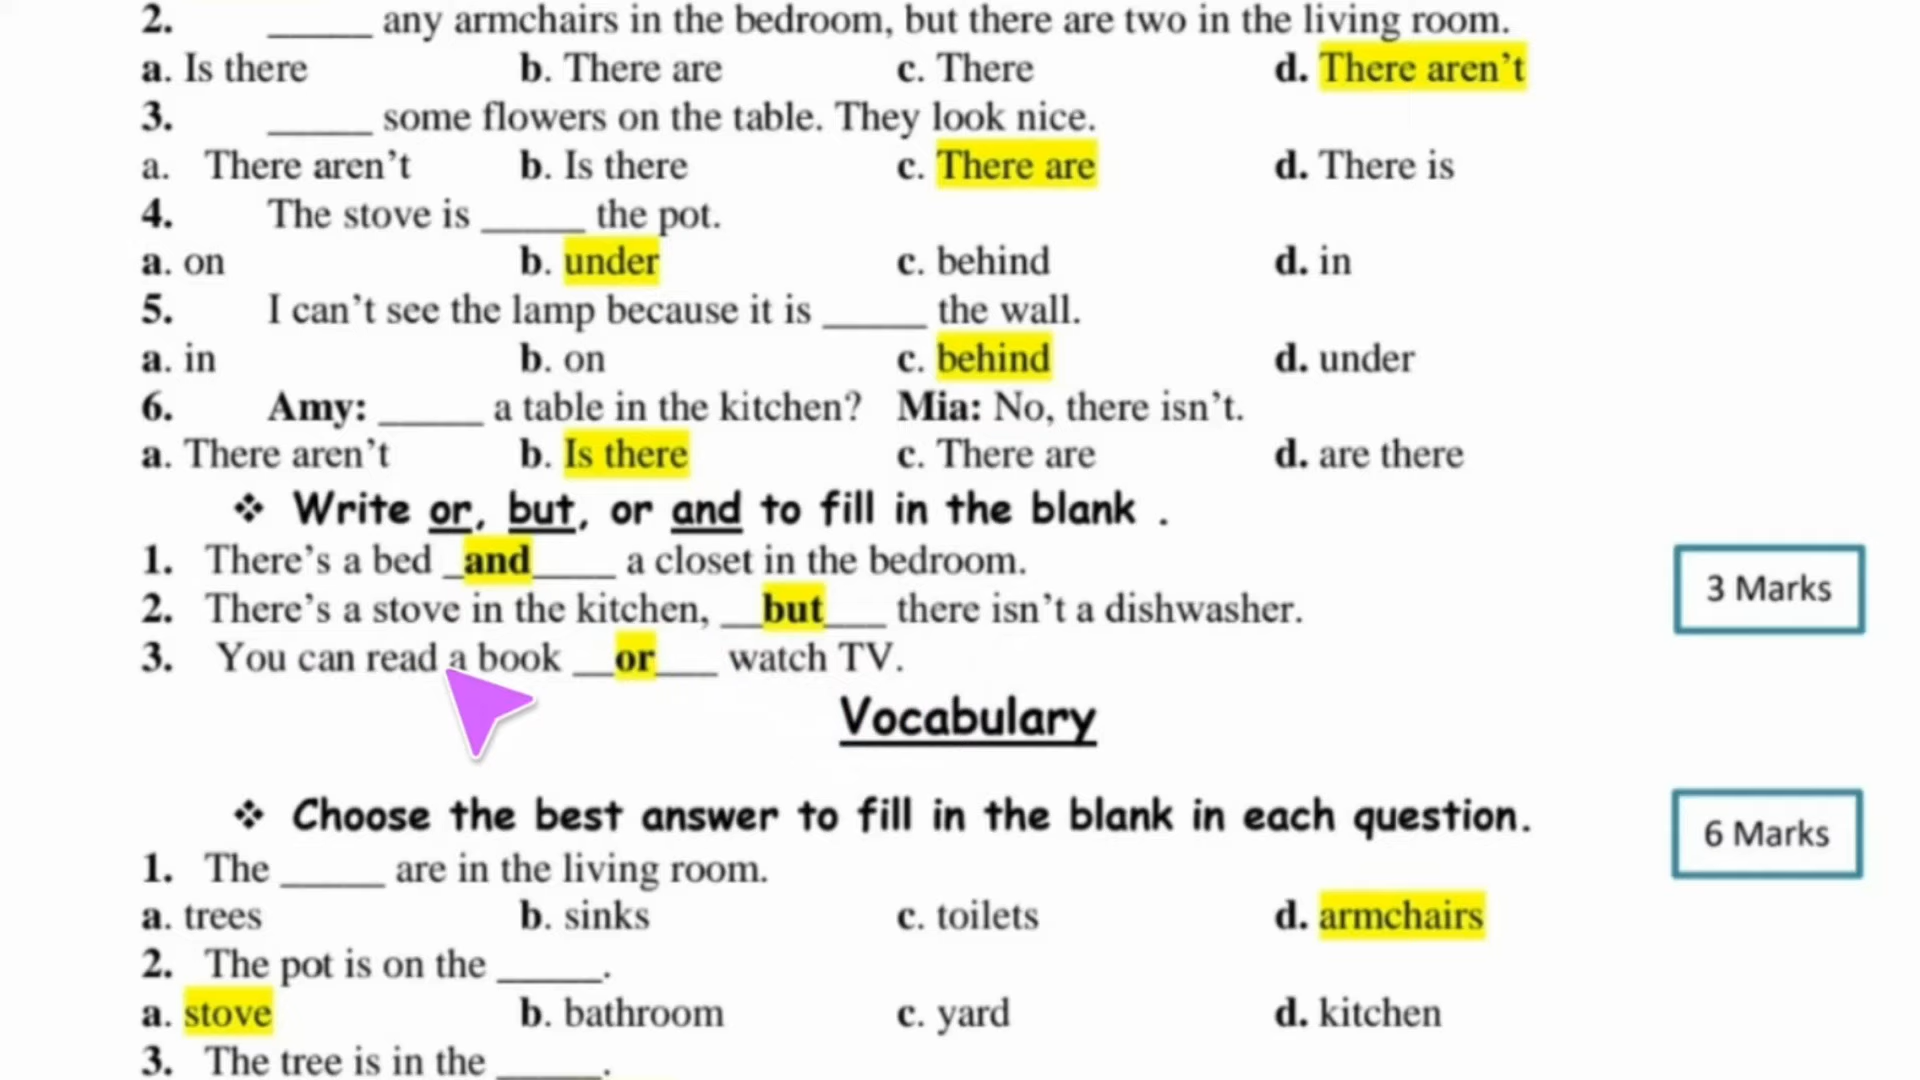 2. _____ any armchairs in the bedroom, but there are two in the living room.
a. Is there b. There are c. There d. There aren't
3. _____ some flowers on the table. They look nice.
a. There aren't b. Is there c. There are d. There is
4. The stove is _____ the pot.
a. on b. under c. behind d. in
5. I can't see the lamp because it is _____ the wall.
a. in b. on c. behind d. under
6. Amy: _____ a table in the kitchen? Mia: No, there isn't.
a. There aren't b. Is there c. There are d. are there
❖ Write or, but, or and to fill in the blank .
1. There's a bed _and____ a closet in the bedroom.
3 Marks
2. There's a stove in the kitchen, __but___ there isn't a dishwasher.
3. You can read a book __or___ watch TV.
Vocabulary
❖ Choose the best answer to fill in the blank in each question.
6 Marks
1. The _____ are in the living room.
a. trees b. sinks c. toilets d. armchairs
2. The pot is on the _____.
a. stove b. bathroom c. yard d. kitchen
3. The tree is in the _____.